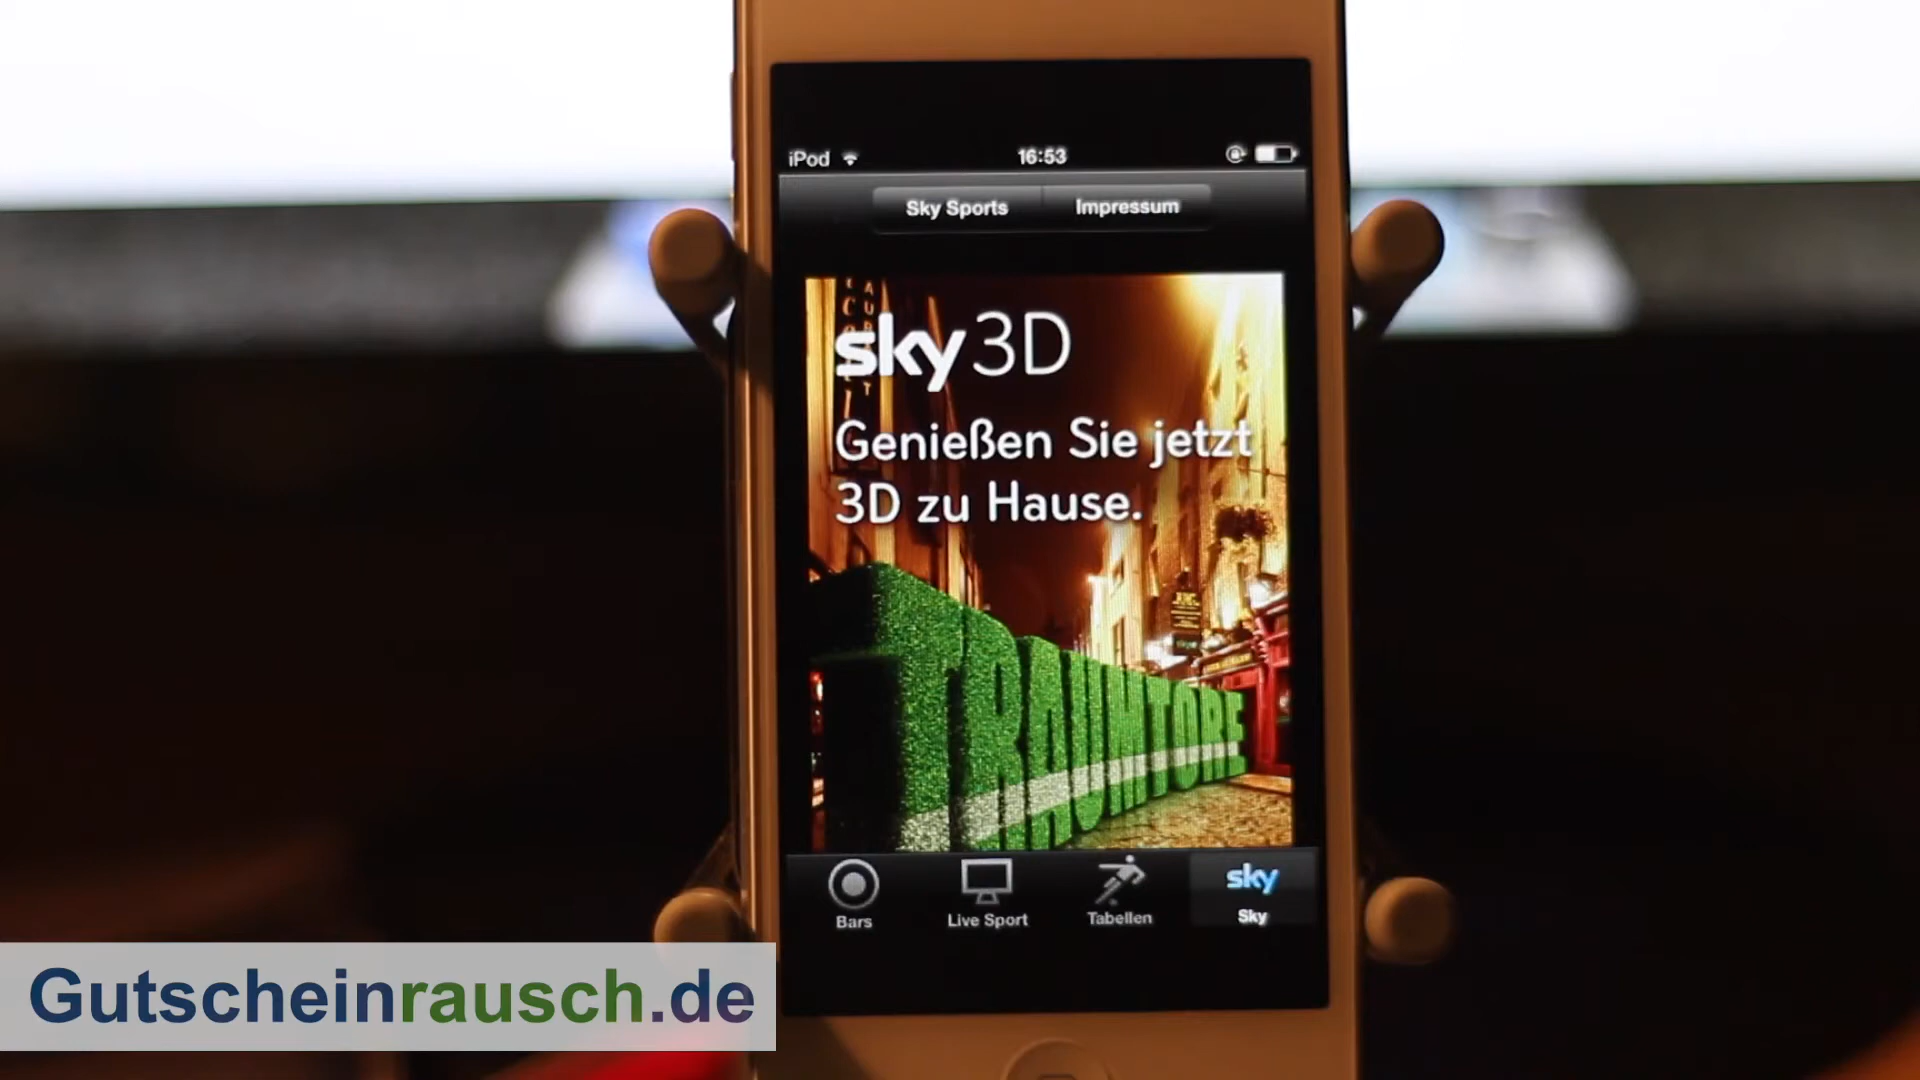 iPod
16:53
Sky Sports
Impressum
sky 3D
Genießen Sie jetzt
3D zu Hause.
TRAUMTORE
Bars
Live Sport
Tabellen
sky
Sky
Gutscheinrausch.de